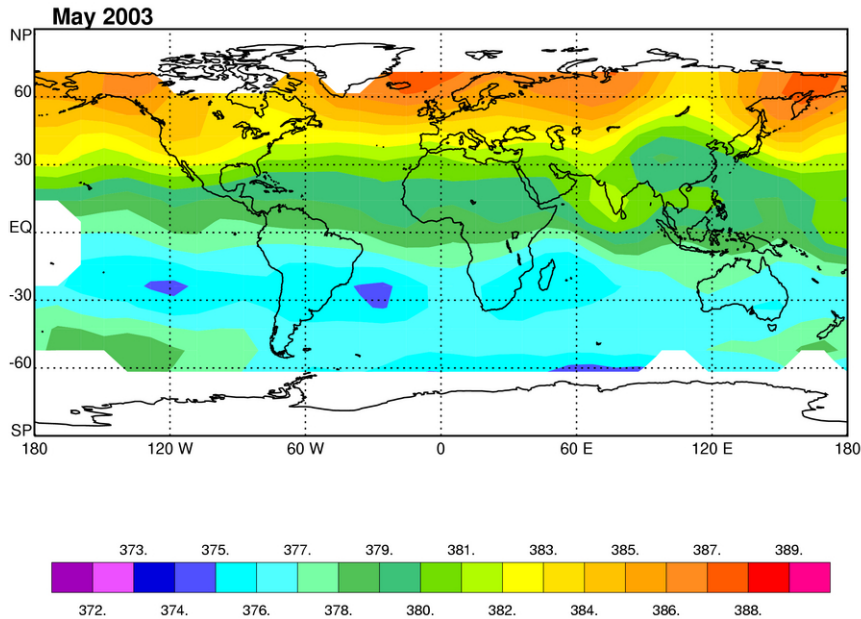 May 2003
NP
60
30
EQ
-30
-60
SP
180 120 W 60 W 0 60 E 120 E 180
373. 375. 377. 379. 381. 383. 385. 387. 389.
372. 374. 376. 378. 380. 382. 384. 386. 388.